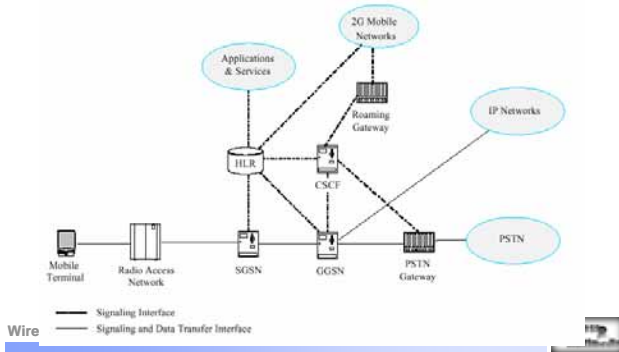 2G Mobile
Networks
Applications
& Services
Roaming
Gateway
IP Networks
HLR
CSCF
PSTN
Mobile
Terminal
Radio Access
Network
SGSN
GGSN
PSTN
Gateway
Signaling Interface
Signaling and Data Transfer Interface
Wire